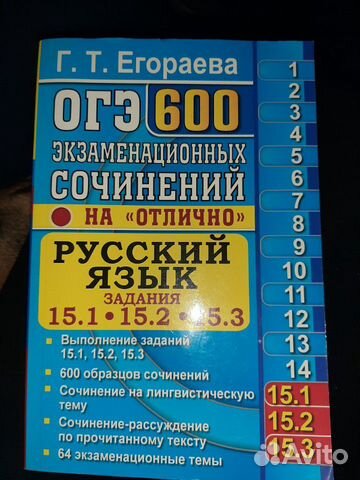 Г. Т. Егораева
ОГЭ 600
ЭКЗАМЕНАЦИОННЫХ
СОЧИНЕНИЙ
НА «ОТЛИЧНО»
РУССКИЙ
ЯЗЫК
ЗАДАНИЯ
15.1 • 15.2 • 15.3
• Выполнение заданий
15.1, 15.2, 15.3
• 600 образцов сочинений
• Сочинение на лингвистическую
тему
• Сочинение-рассуждение
по прочитанному тексту
• 64 экзаменационные темы
1
2
3
4
5
6
7
8
9
10
11
12
13
14
15.1
15.2
15.3
Avito